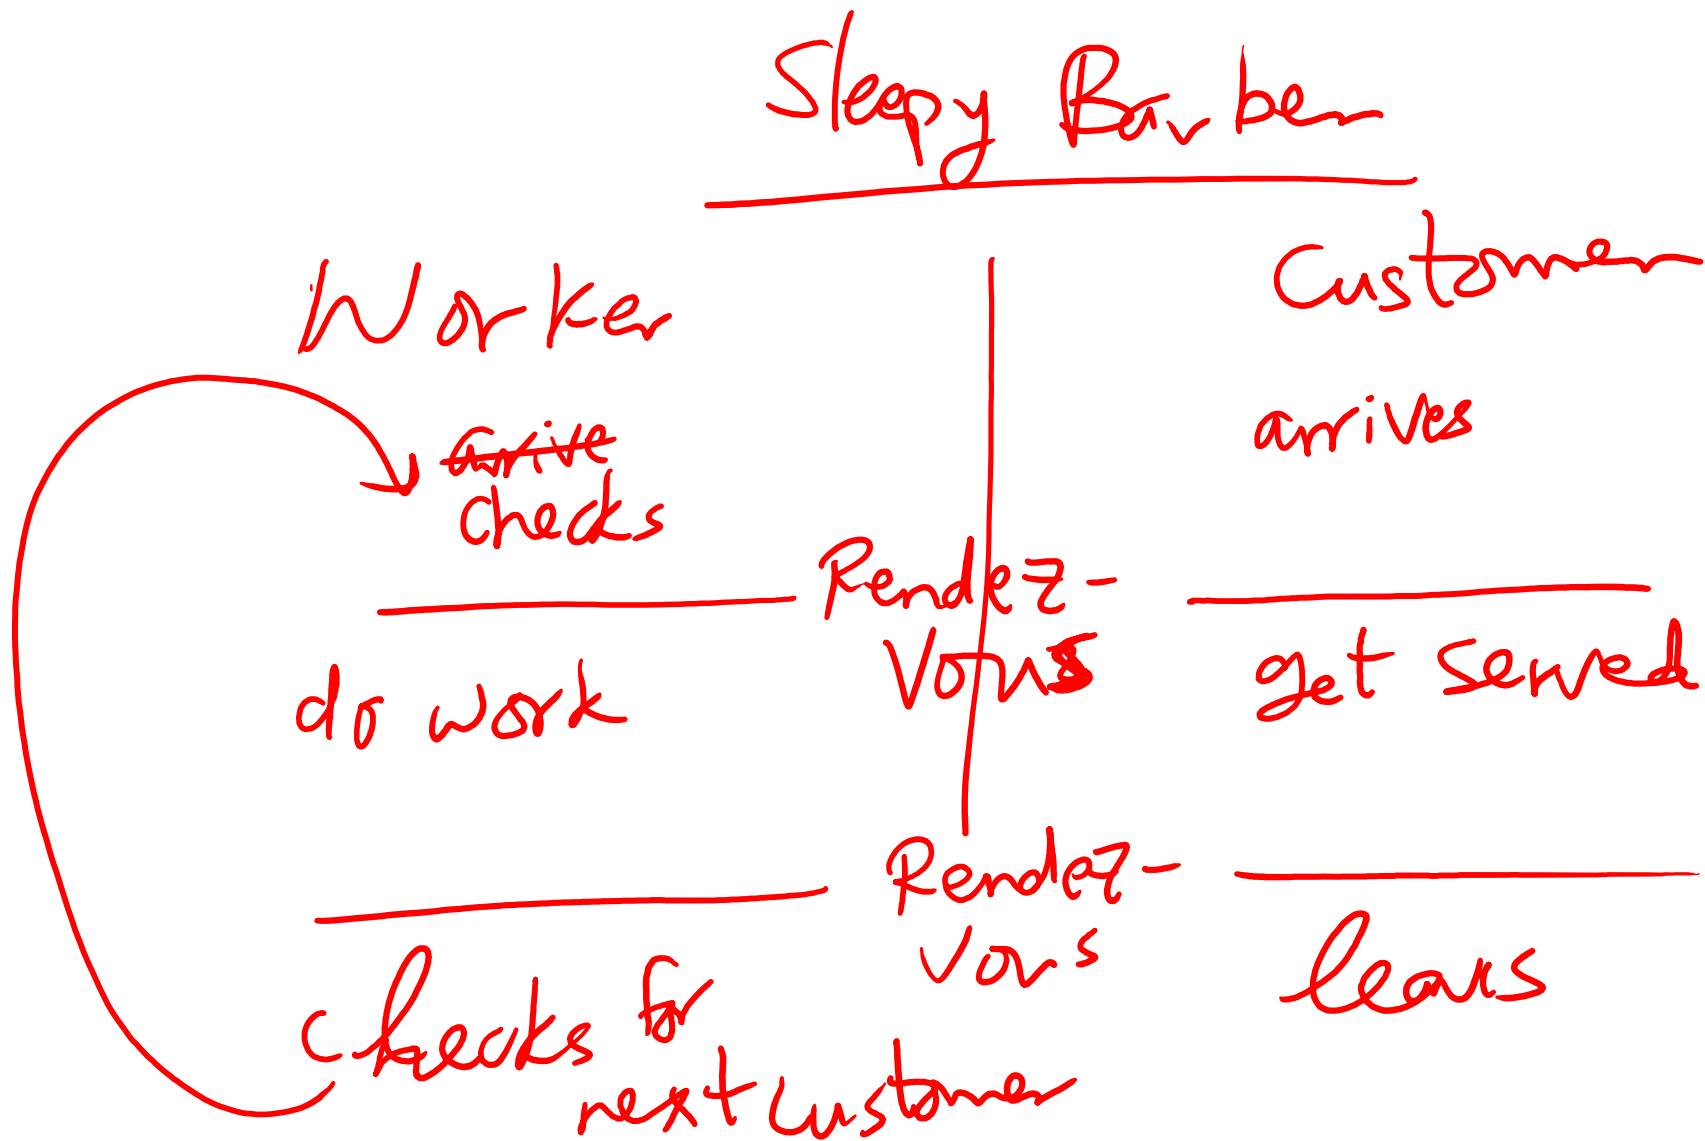 Sleepy Barber
Worker
Customer
arrive
arrives
checks
Rendez-
vous
do work
get served
Rendez-
vous
leaves
checks for
next customer